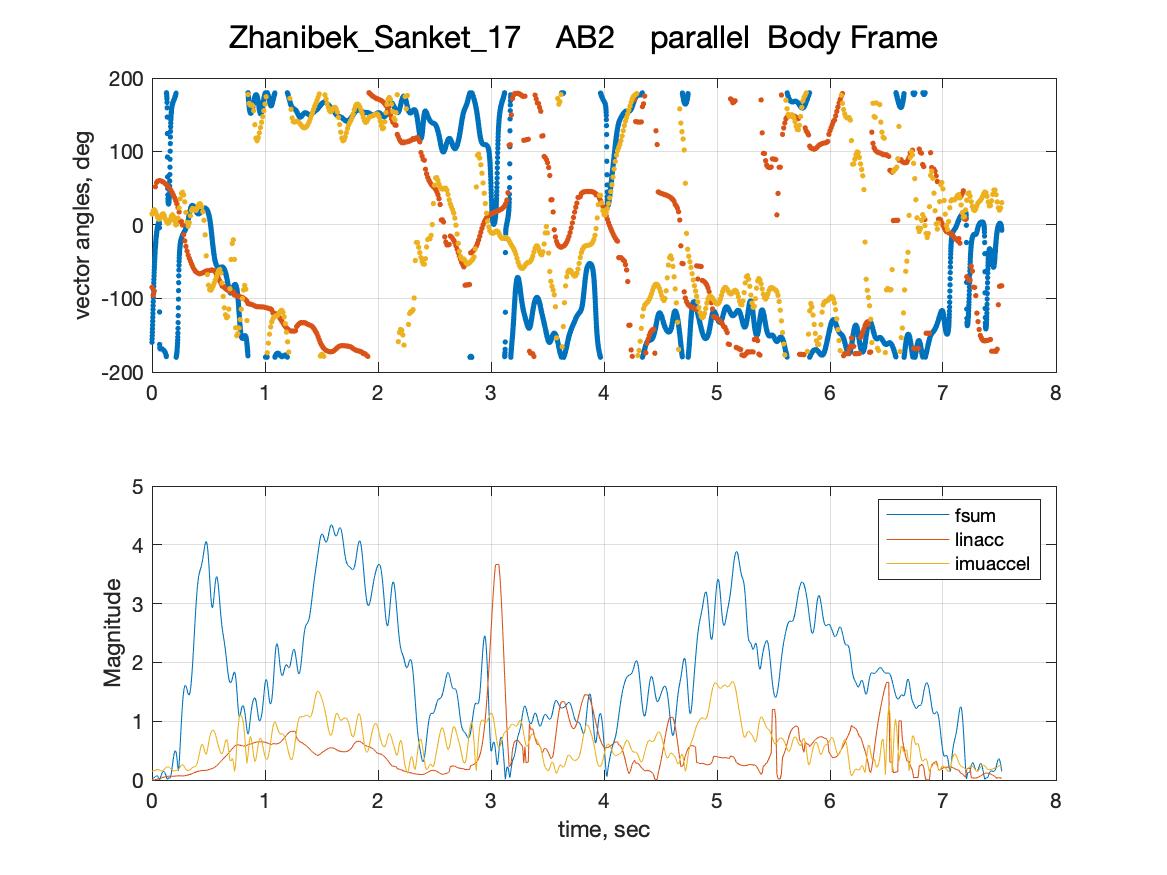 Zhanibek_Sanket_17 AB2 parallel Body Frame
200
100
0
-100
-200
vector angles, deg
0 1 2 3 4 5 6 7 8
5
4
3
2
1
0
Magnitude
fsum
linacc
imuaccel
0 1 2 3 4 5 6 7 8
time, sec